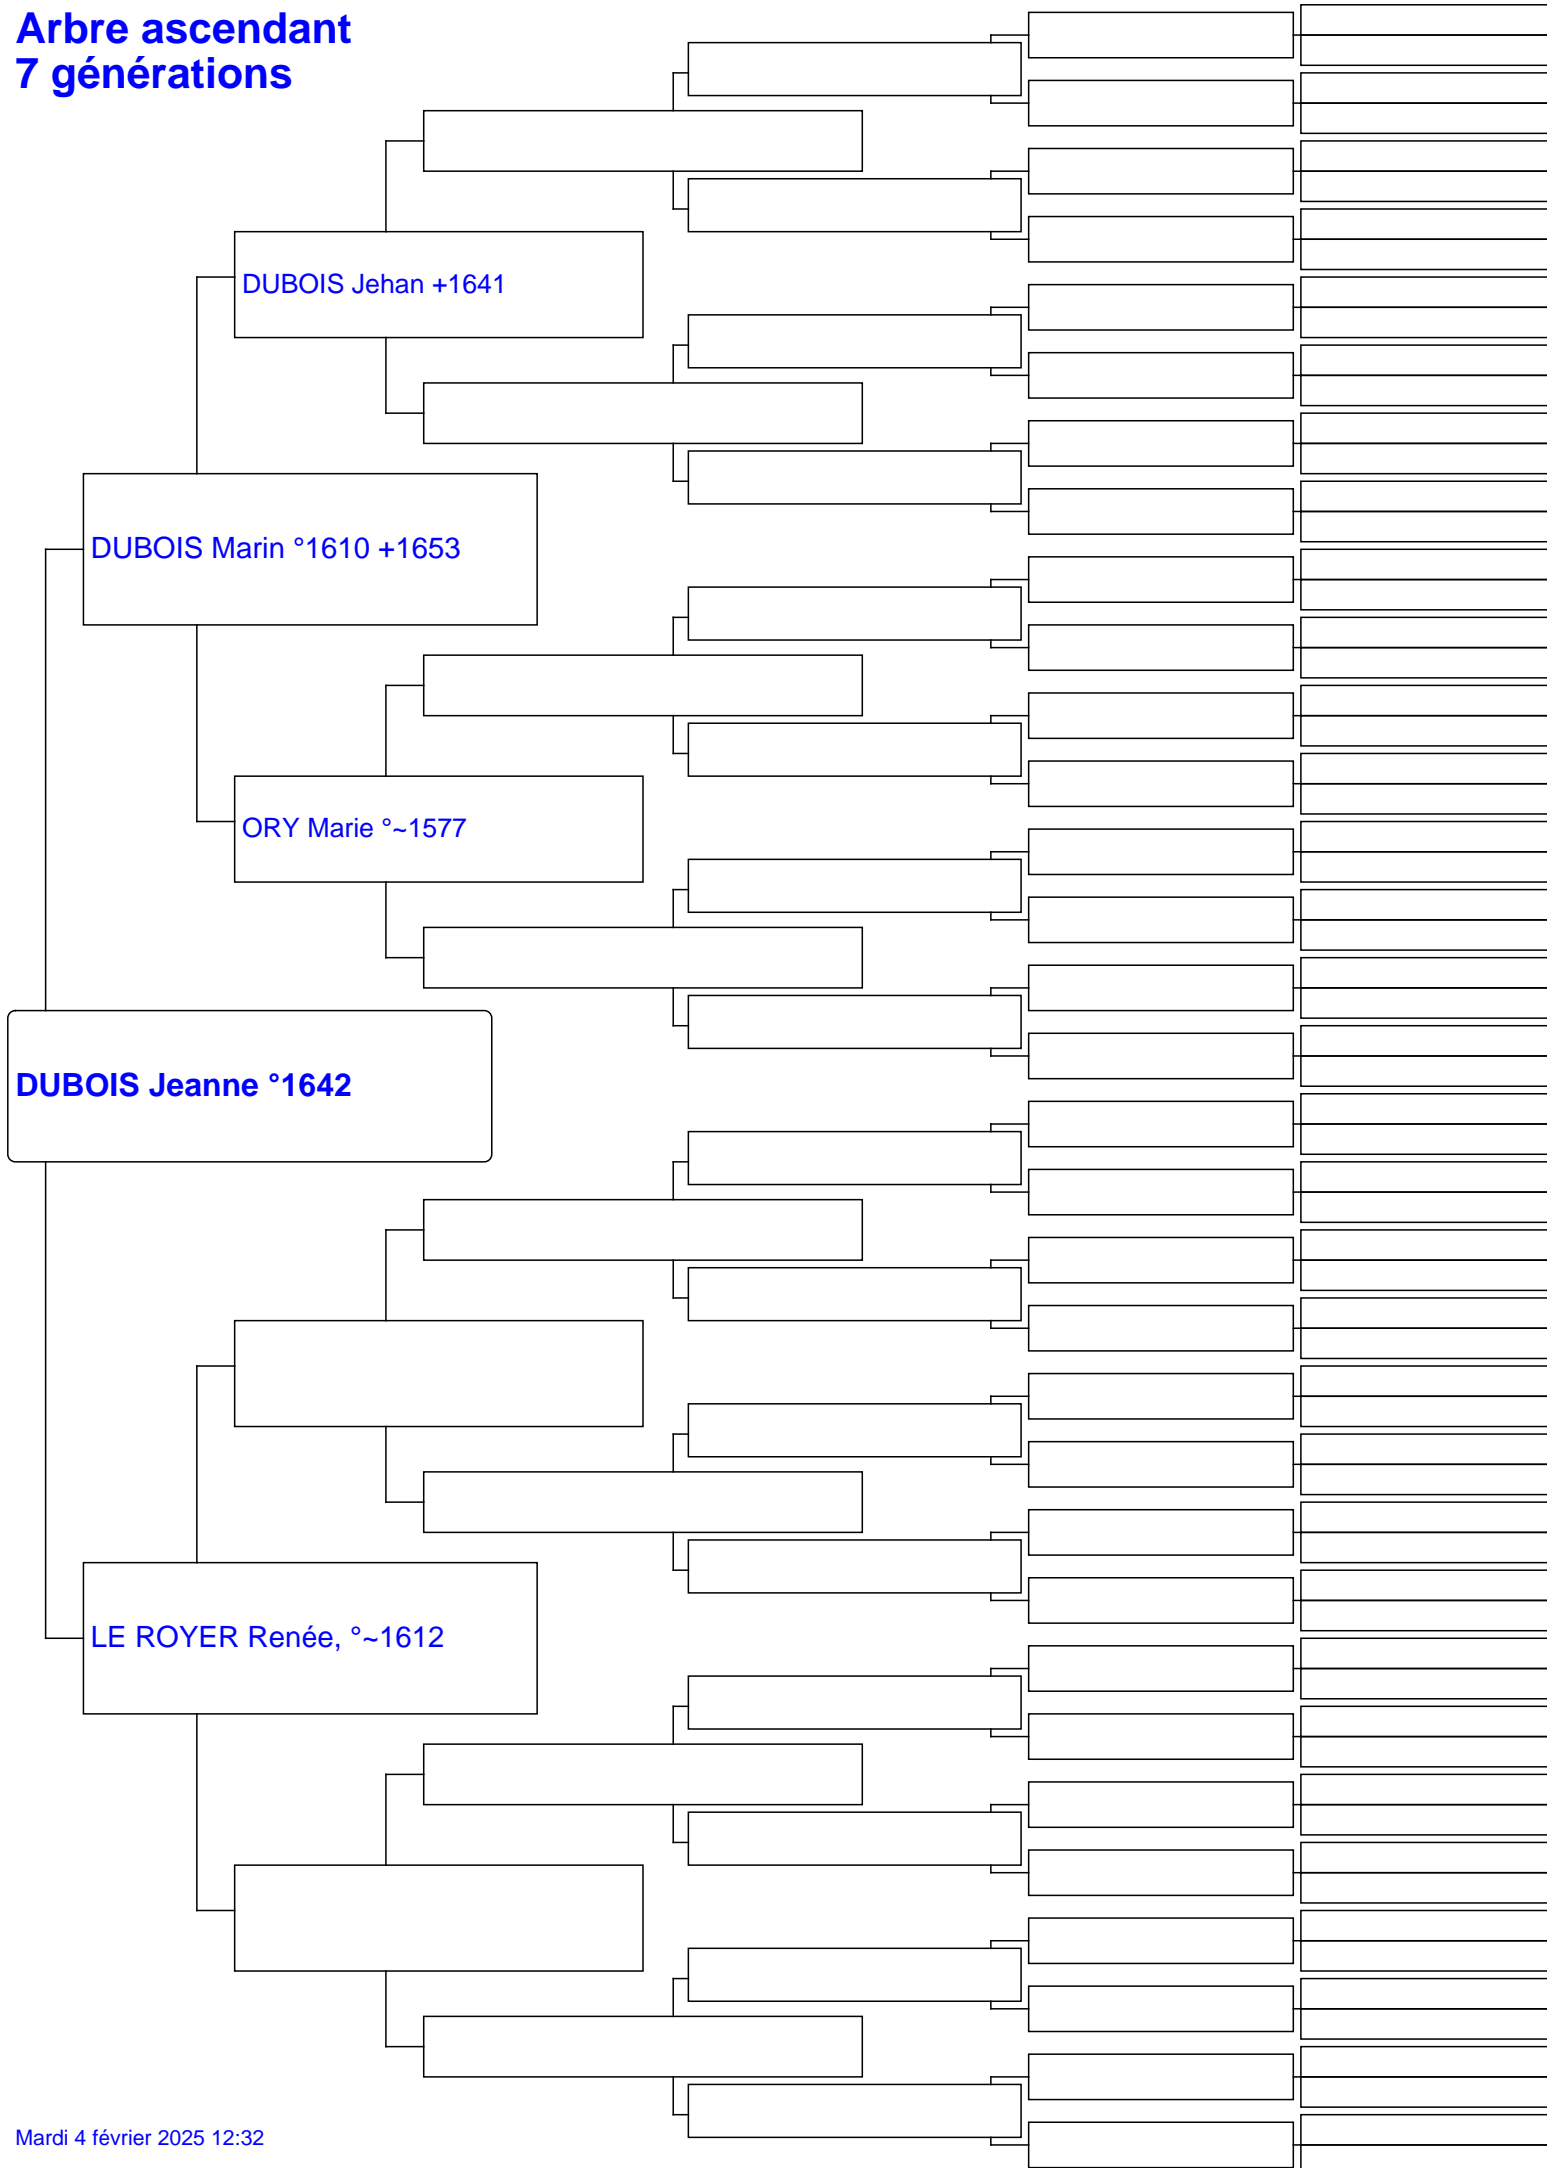 Arbre ascendant
7 générations
DUBOIS Jehan +1641
DUBOIS Marin °1610 +1653
ORY Marie °~1577
DUBOIS Jeanne °1642
LE ROYER Renée, °~1612
Mardi 4 février 2025 12:32